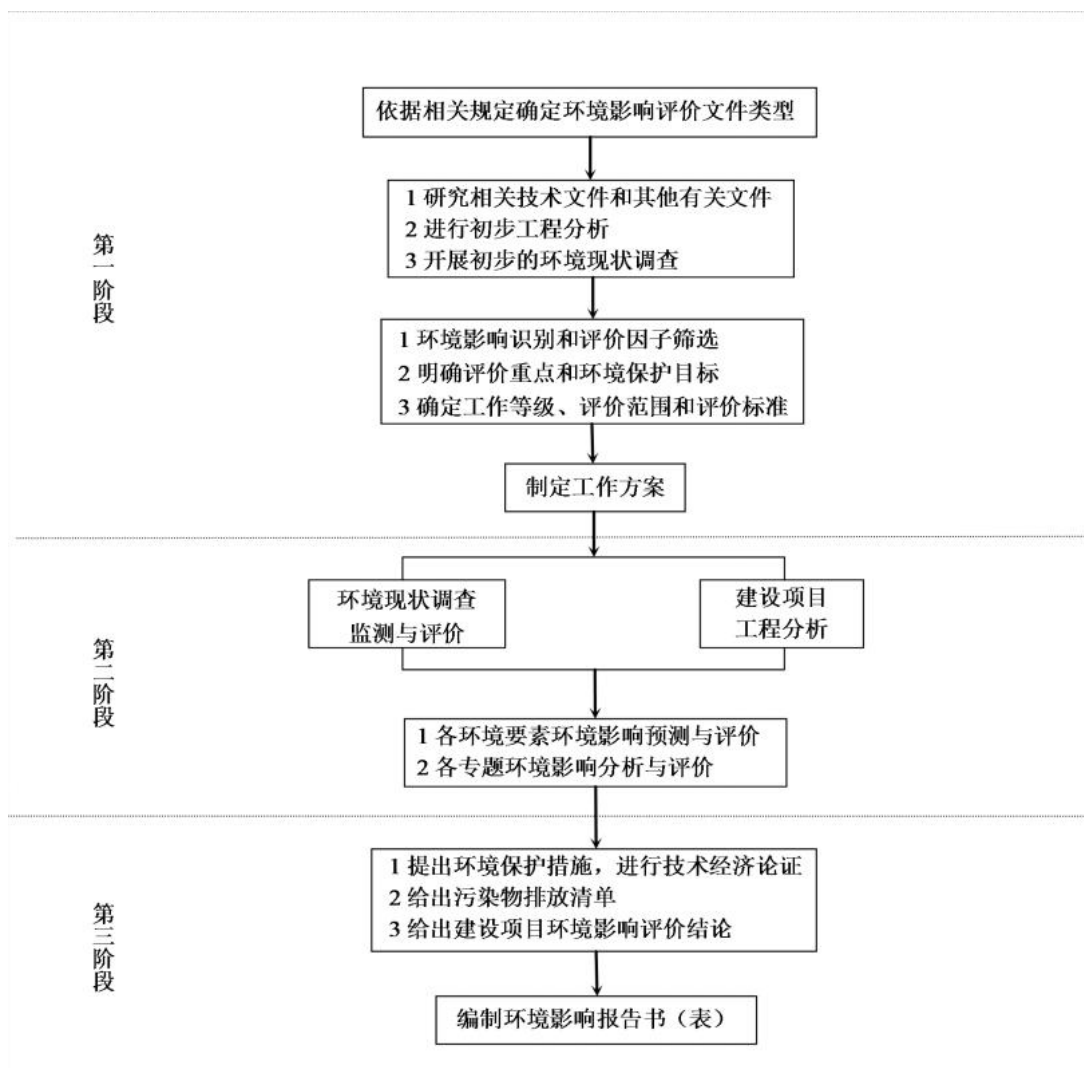 依据相关规定确定环境影响评价文件类型
第一阶段
1 研究相关技术文件和其他有关文件
2 进行初步工程分析
3 开展初步的环境现状调查
1 环境影响识别和评价因子筛选
2 明确评价重点和环境保护目标
3 确定工作等级、评价范围和评价标准
制定工作方案
第二阶段
环境现状调查
监测与评价
建设项目
工程分析
1 各环境要素环境影响预测与评价
2 各专题环境影响分析与评价
第三阶段
1 提出环境保护措施，进行技术经济论证
2 给出污染物排放清单
3 给出建设项目环境影响评价结论
编制环境影响报告书（表）